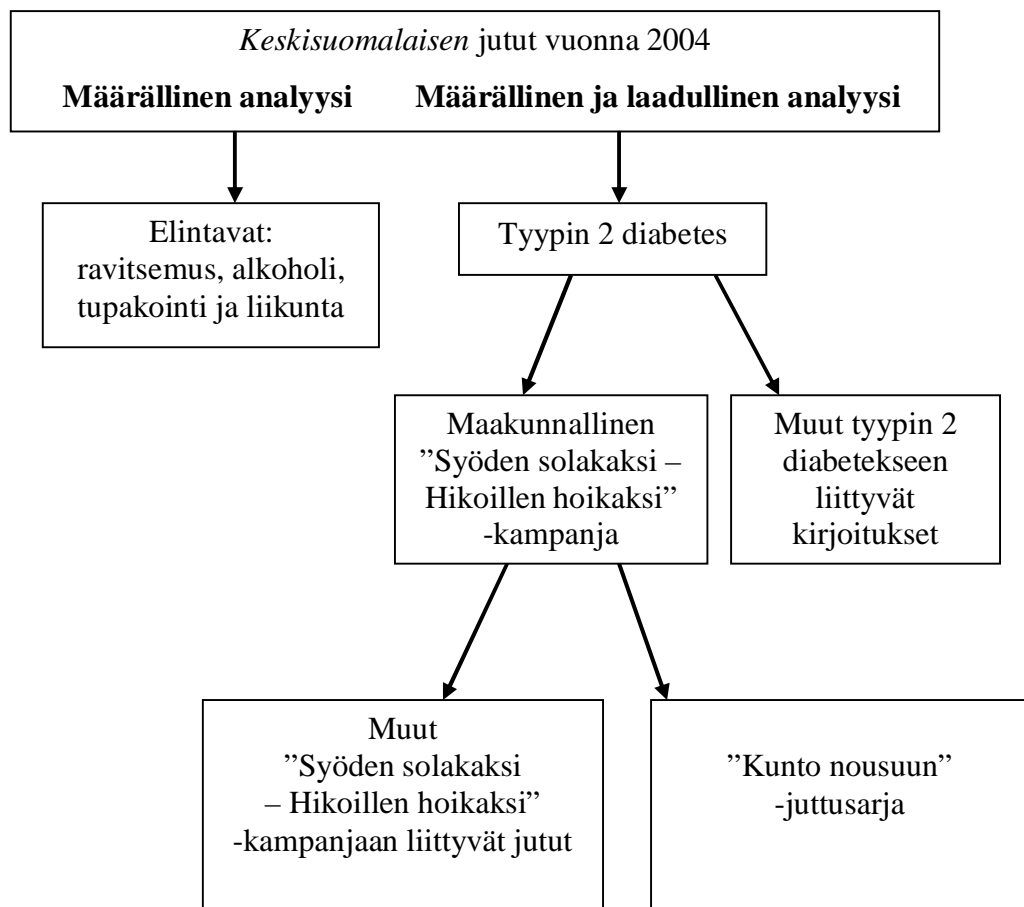 Keskisuomalaisen jutut vuonna 2004
Määrällinen analyysi Määrällinen ja laadullinen analyysi
Elintavat:
ravitsemus, alkoholi,
tupakointi ja liikunta
Tyypin 2 diabetes
Maakunnallinen
”Syöden solakaksi –
Hikoillen hoikaksi”
-kampanja
Muut tyypin 2
diabetekseen
liittyvät
kirjoitukset
Muut
”Syöden solakaksi
– Hikoillen hoikaksi”
-kampanjaan liittyvät jutut
”Kunto nousuun”
-juttusarja